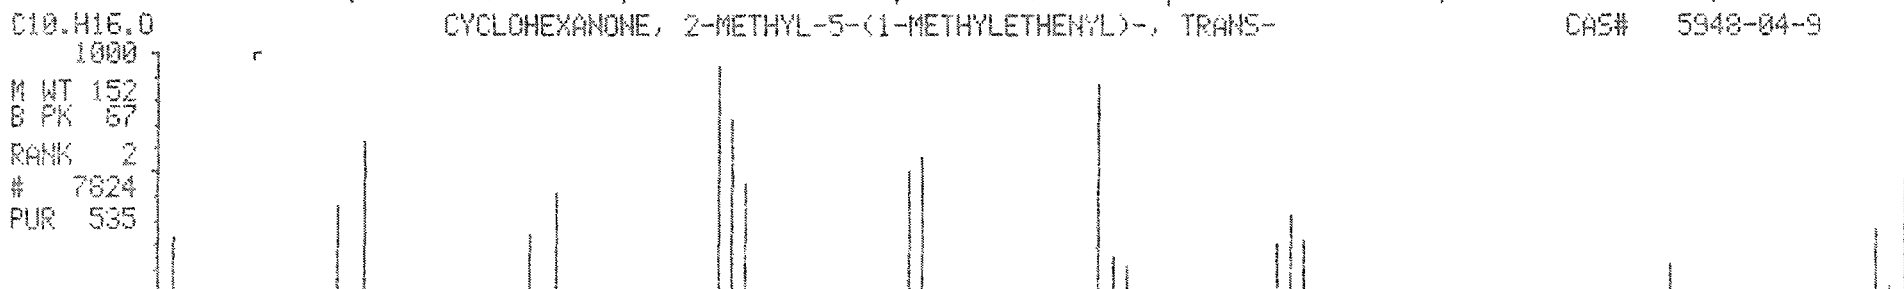 C10.H16.O CYCLOHEXANONE, 2-METHYL-5-(1-METHYLETHENYL)-, TRANS- CAS# 5948-04-9
1000
M WT 152
B PK 67
RANK 2
# 7824
PUR 535